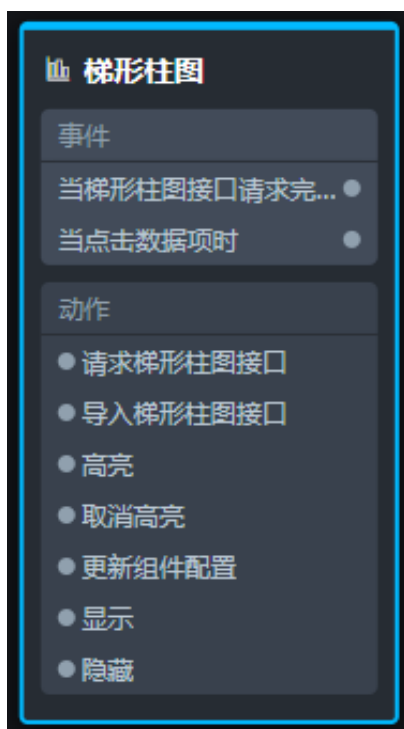 梯形柱图
事件
当梯形柱图接口请求完...
当点击数据项时
动作
请求梯形柱图接口
导入梯形柱图接口
高亮
取消高亮
更新组件配置
显示
隐藏